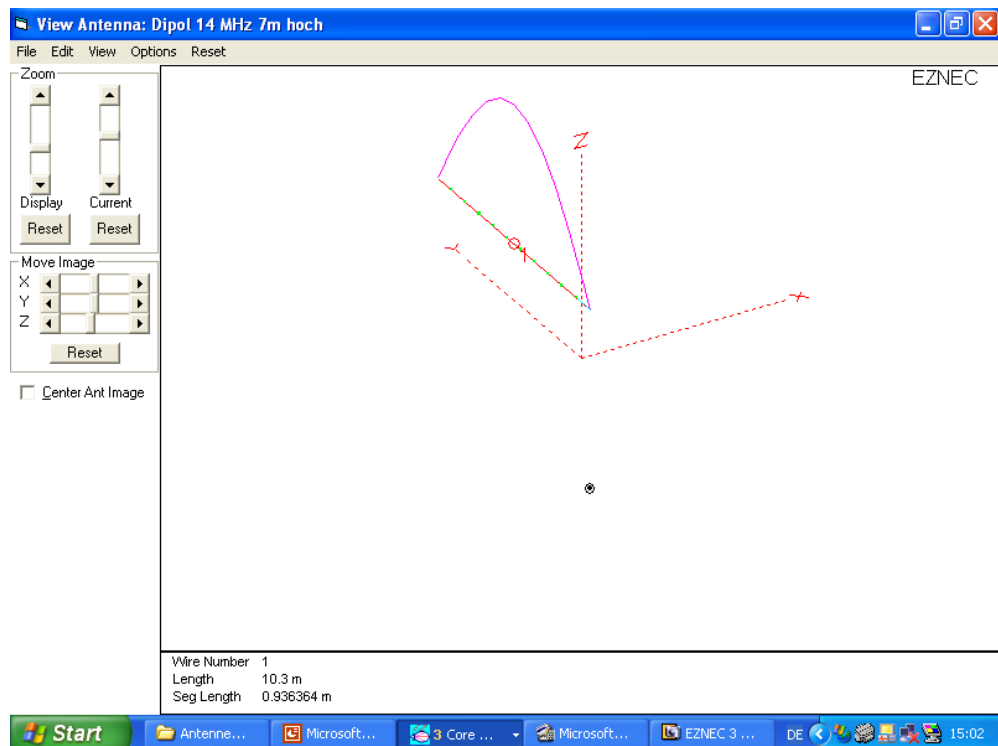 View Antenna: Dipol 14 MHz 7m hoch
File Edit View Options Reset
Zoom
Display Current
Reset Reset
Move Image
X
Y
Z
Reset
Center Ant Image
EZNEC
Z
Y
1
X
Wire Number 1
Length 10.3 m
Seg Length 0.936364 m
Start Antenne... Microsoft... 3 Core ... Microsoft... EZNEC 3 ... DE 15:02